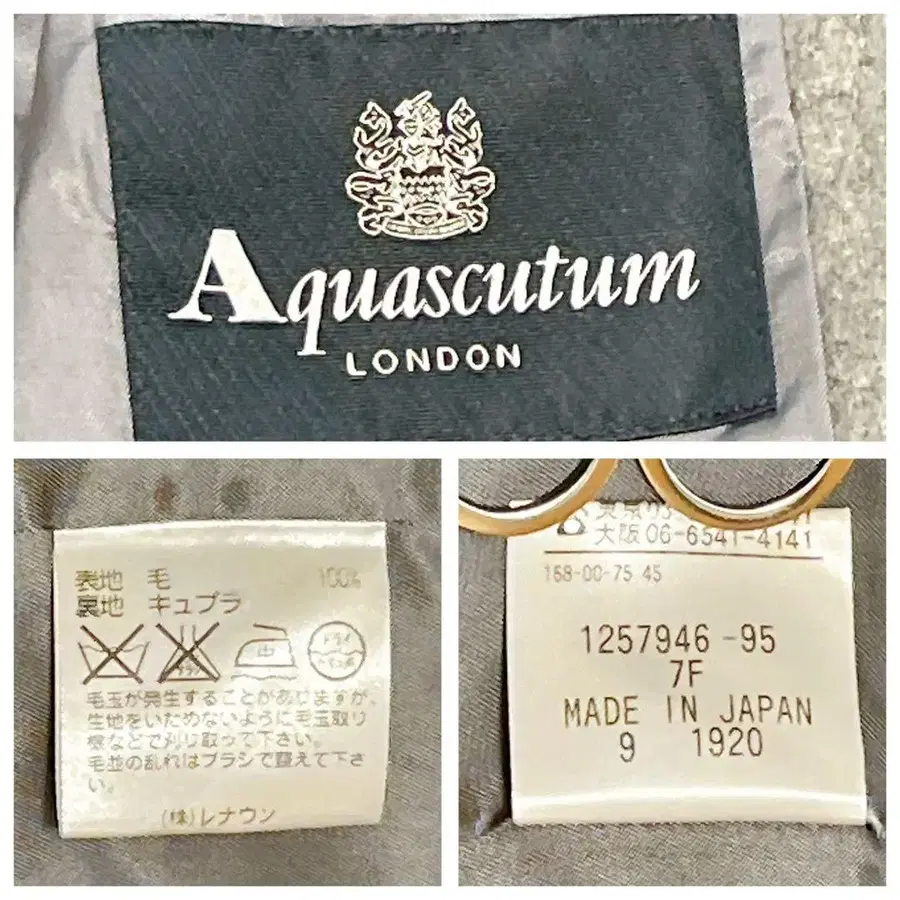 Aquascutum
LONDON
表地 毛 100%
裏地 キュプラ
中
ドライ
毛玉が発生することがありますが、
生地をいためないように毛玉取り
機などで刈り取って下さい。
毛並の乱れはブラシで整えて下さ
い。
(株)レナウン
大阪 06-6541-4141
168-00-75 45
1257946-95
7F
MADE IN JAPAN
9 1920